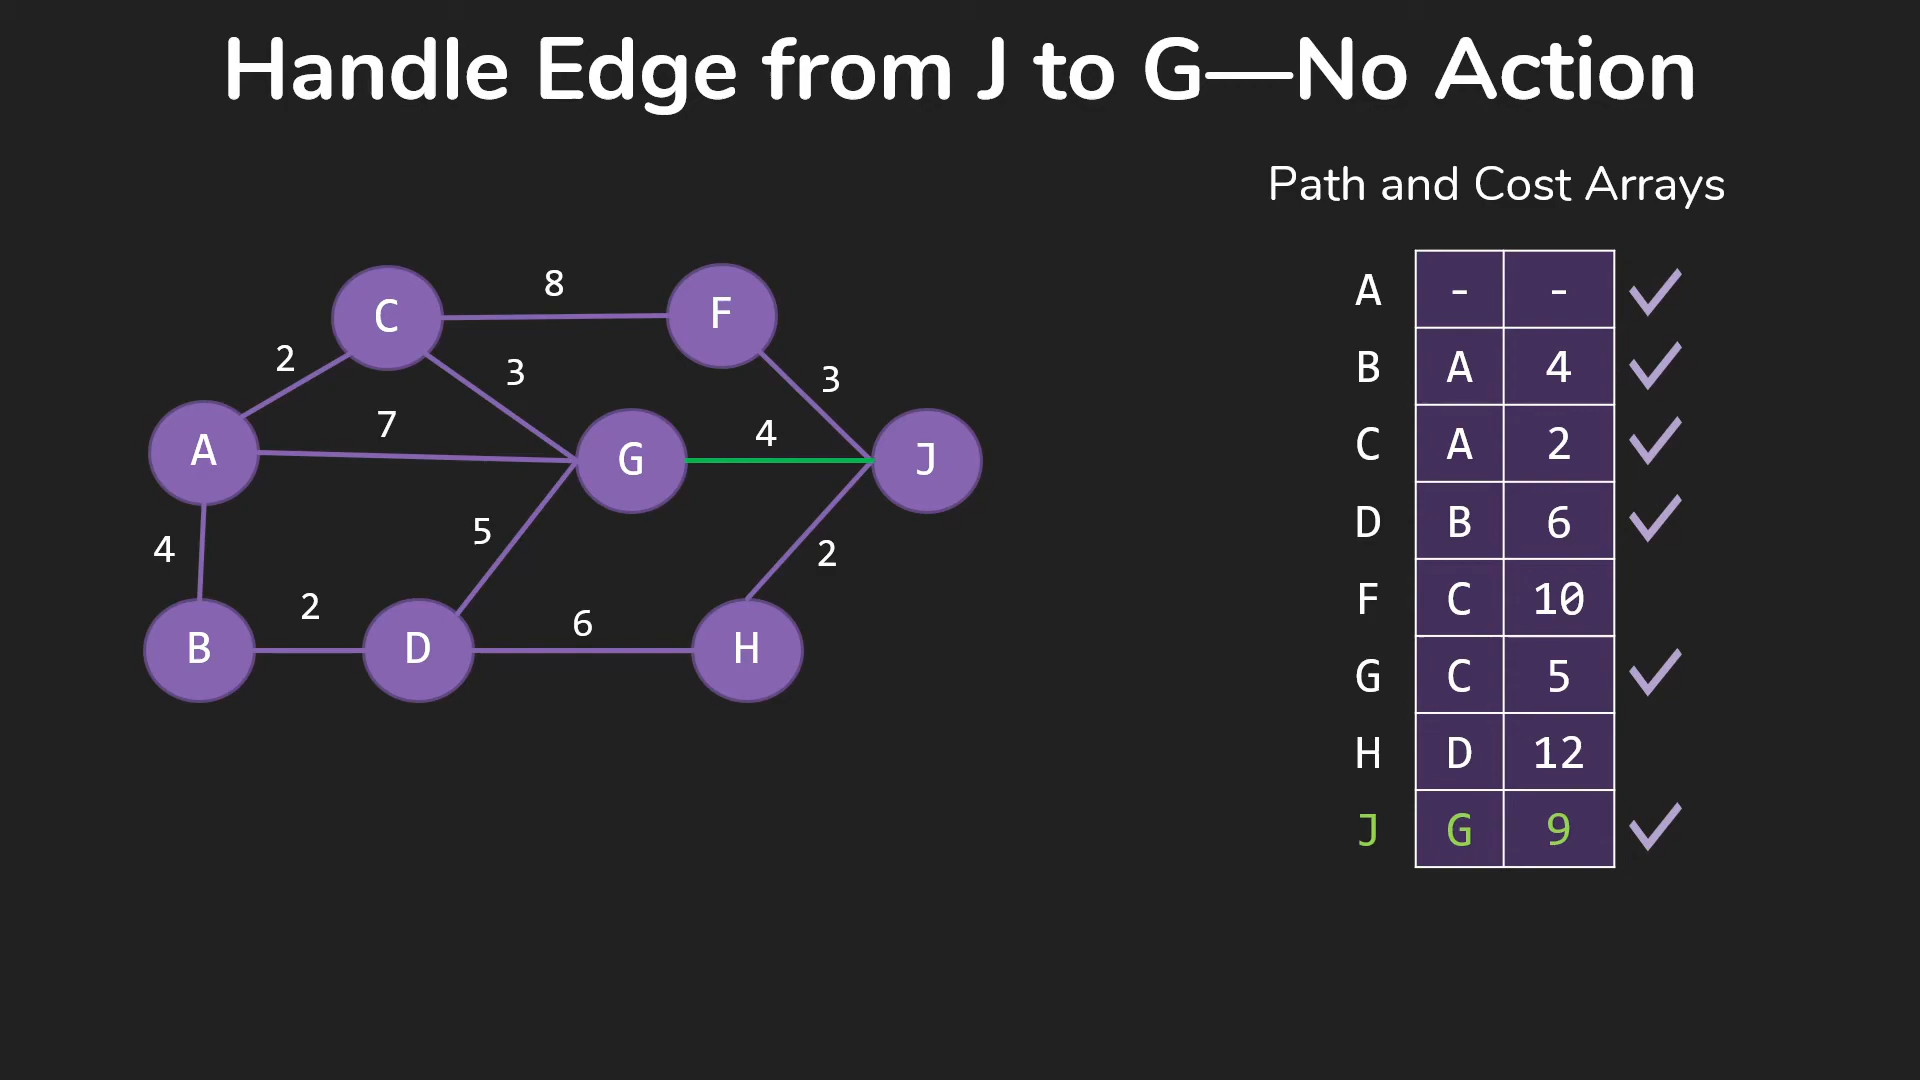 Handle Edge from J to G—No Action
Path and Cost Arrays
C
8
F
2
3
3
A
7
G
4
J
4
5
2
B
2
D
6
H
A - -
B A 4
C A 2
D B 6
F C 10
G C 5
H D 12
J G 9